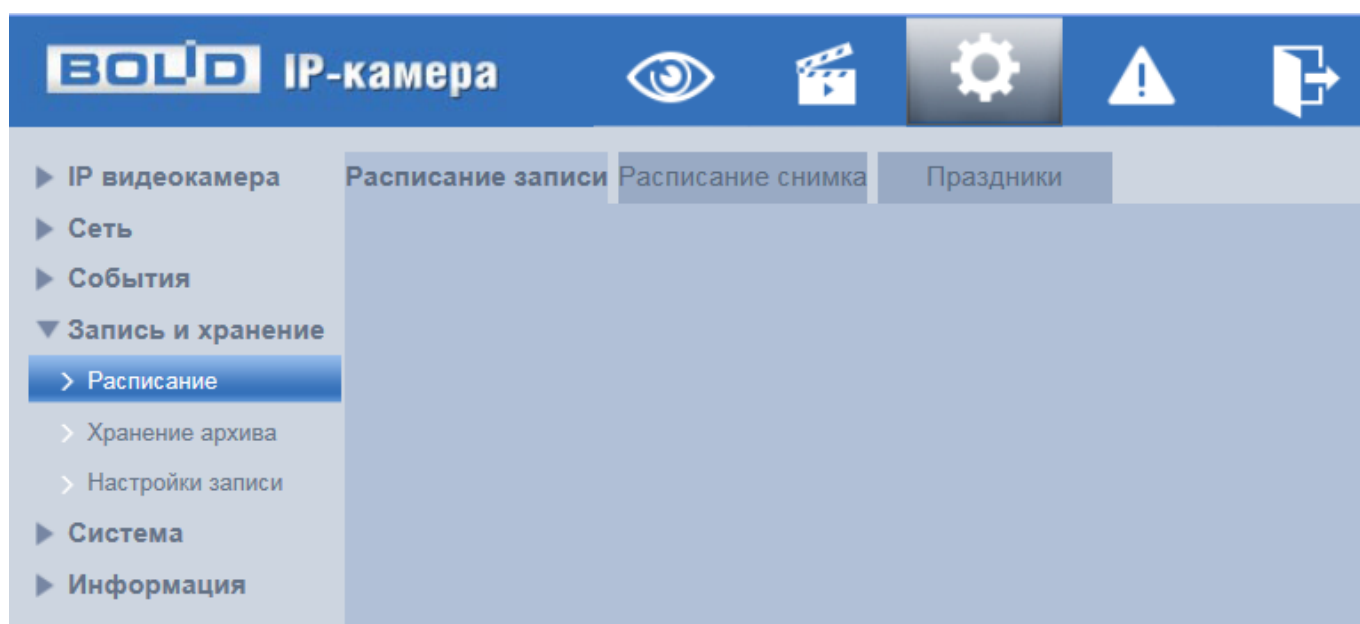 BOLID IP-камера
IP видеокамера
Сеть
События
Запись и хранение
Расписание
Хранение архива
Настройки записи
Система
Информация
Расписание записи Расписание снимка Праздники